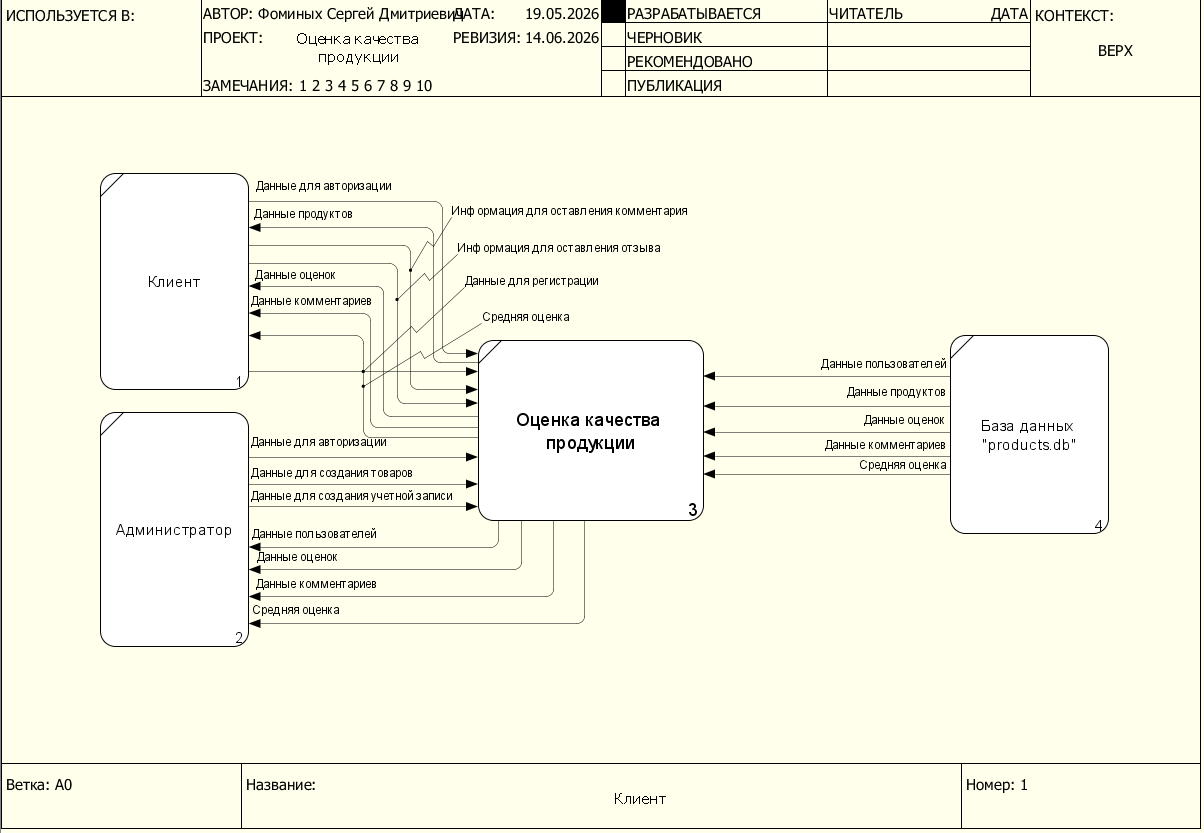 ИСПОЛЬЗУЕТСЯ В:
АВТОР: Фоминых Сергей Дмитриевич
ДАТА: 19.05.2026
ПРОЕКТ: Оценка качества
продукции
РЕВИЗИЯ: 14.06.2026
ЗАМЕЧАНИЯ: 1 2 3 4 5 6 7 8 9 10
РАЗРАБАТЫВАЕТСЯ
ЧЕРНОВИК
РЕКОМЕНДОВАНО
ПУБЛИКАЦИЯ
ЧИТАТЕЛЬ ДАТА
КОНТЕКСТ:
ВЕРХ
Клиент
1
Данные для авторизации
Данные продуктов
Данные оценок
Данные комментариев
Информация для оставления комментария
Информация для оставления отзыва
Данные для регистрации
Средняя оценка
Оценка качества
продукции
3
Данные пользователей
Данные продуктов
Данные оценок
Данные комментариев
Средняя оценка
База данных
"products.db"
4
Администратор
2
Данные для авторизации
Данные для создания товаров
Данные для создания учетной записи
Данные пользователей
Данные оценок
Данные комментариев
Средняя оценка
Ветка: A0
Название:
Клиент
Номер: 1